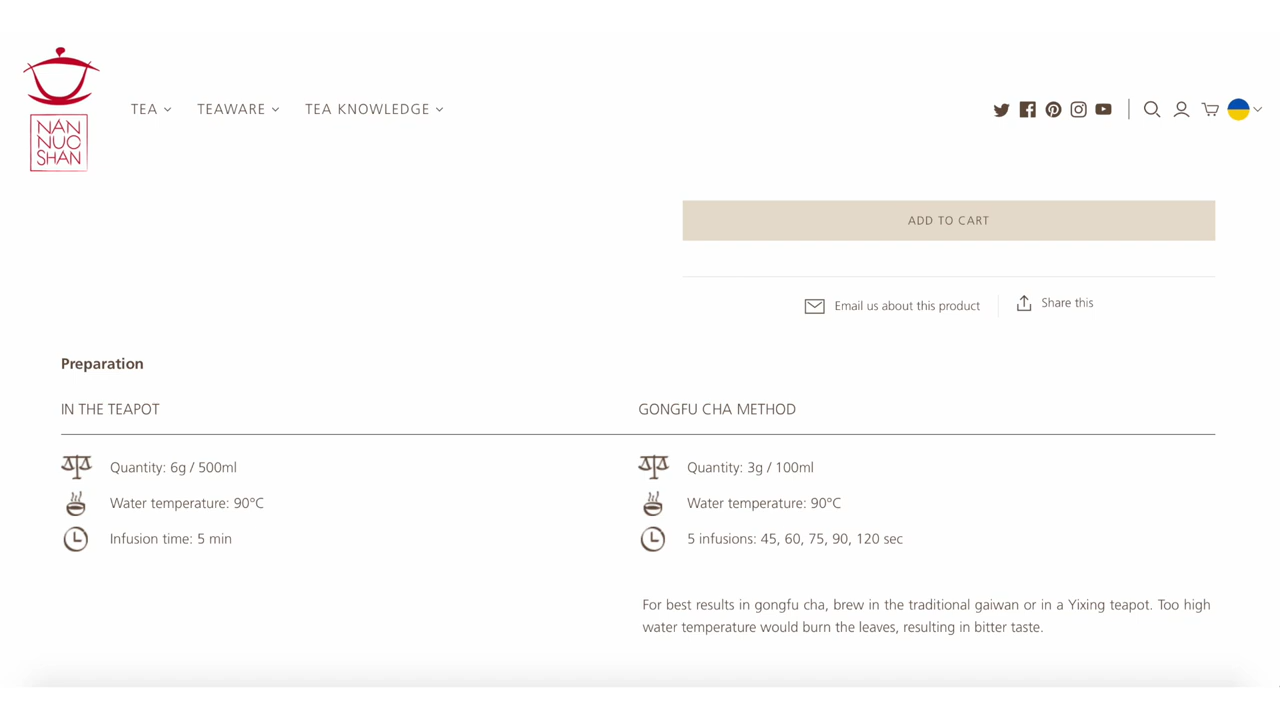 NAN
NUO
SHAN
TEA
TEAWARE
TEA KNOWLEDGE
ADD TO CART
Email us about this product
Share this
Preparation
IN THE TEAPOT
Quantity: 6g / 500ml
Water temperature: 90°C
Infusion time: 5 min
GONGFU CHA METHOD
Quantity: 3g / 100ml
Water temperature: 90°C
5 infusions: 45, 60, 75, 90, 120 sec
For best results in gongfu cha, brew in the traditional gaiwan or in a Yixing teapot. Too high
water temperature would burn the leaves, resulting in bitter taste.